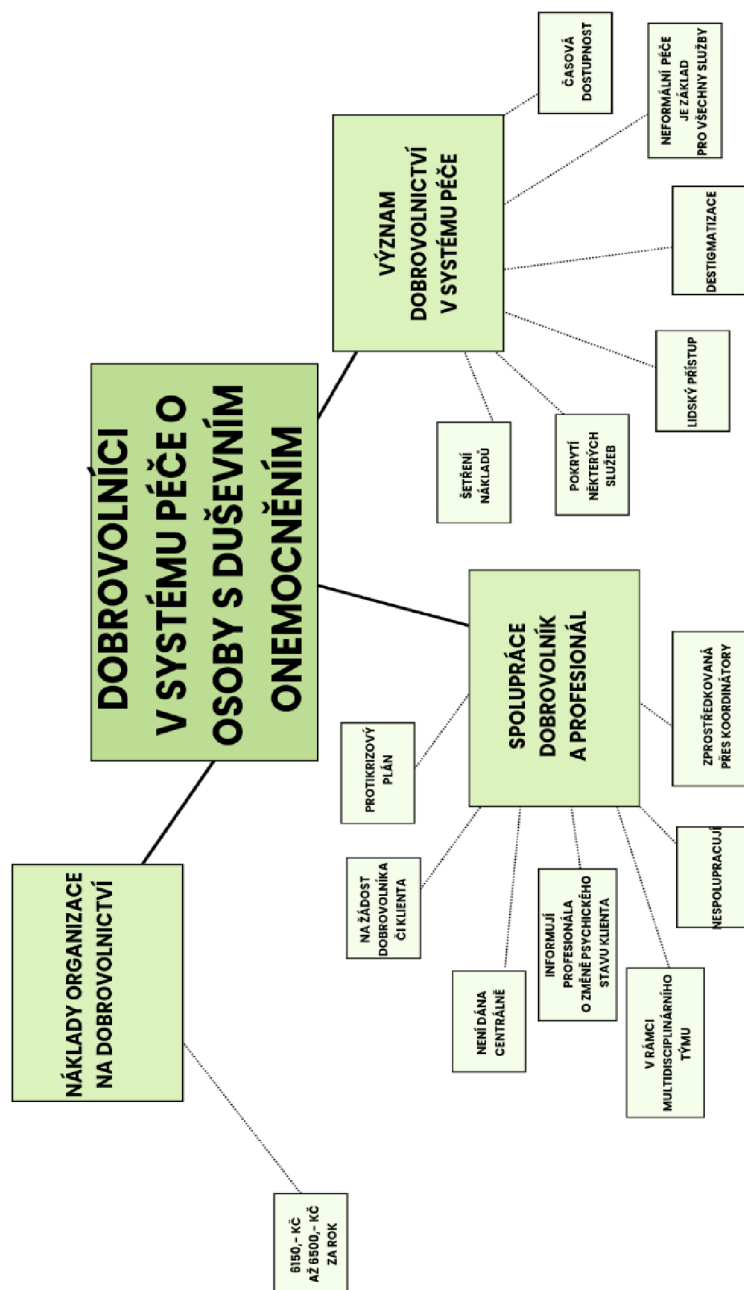 DOBROVOLNÍCI
V SYSTÉMU PÉČE O
OSOBY S DUŠEVNÍM
ONEMOCNĚNÍM
NÁKLADY ORGANIZACE
NA DOBROVOLNICTVÍ
6150,- KČ
AŽ 6500,- KČ
ZA ROK
SPOLUPRÁCE
DOBROVOLNÍK
A PROFESIONÁL
PROTIKRIZOVÝ
PLÁN
NA ŽÁDOST
DOBROVOLNÍKA
ČI KLIENTA
NENÍ DÁNA
CENTRÁLNĚ
INFORMUJÍ
PROFESIONÁLA
O ZMĚNĚ PSYCHICKÉHO
STAVU KLIENTA
V RÁMCI
MULTIDISCIPLINÁRNÍHO
TÝMU
NESPOLUPRACUJÍ
ZPROSTŘEDKOVANÁ
PŘES KOORDINÁTORY
VÝZNAM
DOBROVOLNICTVÍ
V SYSTÉMU PÉČE
ŠETŘENÍ
NÁKLADŮ
POKRYTÍ
NĚKTERÝCH
SLUŽEB
LIDSKÝ PŘÍSTUP
DESTIGMATIZACE
NEFORMÁLNÍ PÉČE
JE ZÁKLAD
PRO VŠECHNY SLUŽBY
ČASOVÁ
DOSTUPNOST